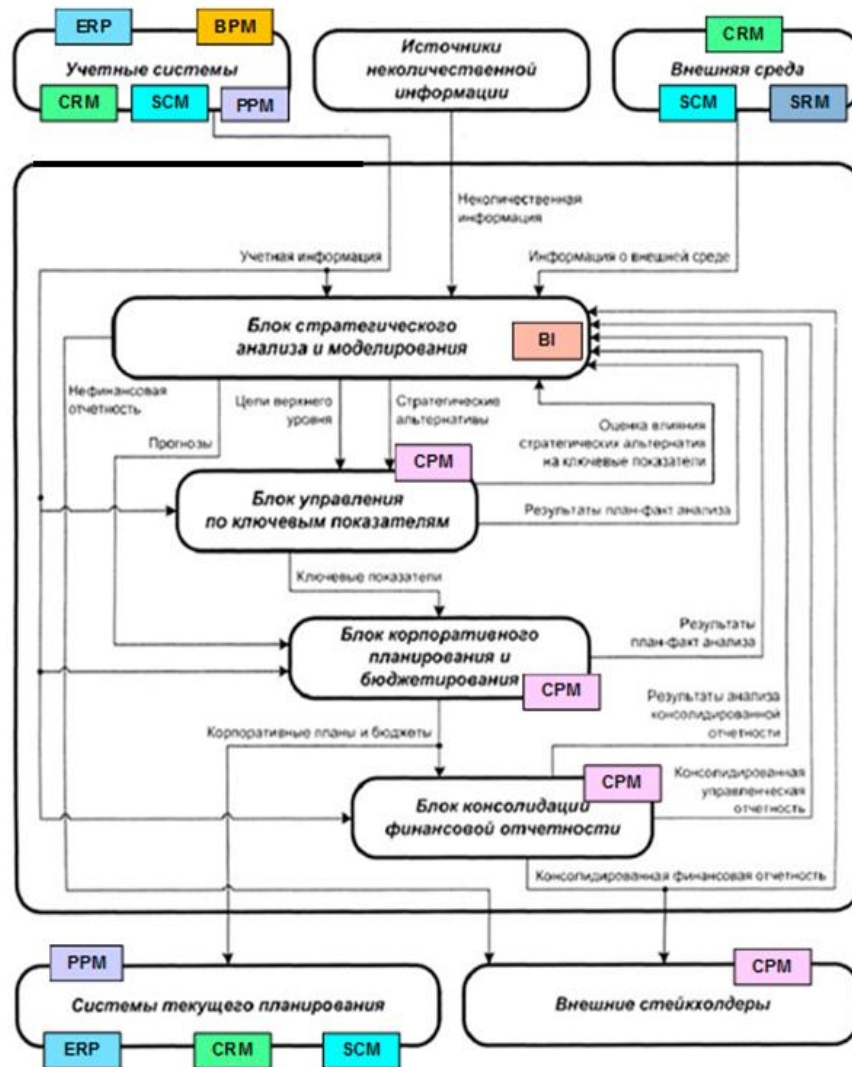 ERP
BPM
Учетные системы
CRM
SCM
PPM
Источники
неколичественной
информации
CRM
Внешняя среда
SCM
SRM
Неколичественная
информация
Учетная информация
Информация о внешней среде
Блок стратегического
анализа и моделирования
BI
Нефинансовая
отчетность
Прогнозы
Цели верхнего
уровня
Стратегические
альтернативы
Оценка влияния
стратегических альтернатив
на ключевые показатели
CPM
Блок управления
по ключевым показателям
Результаты план-факт анализа
Ключевые показатели
Блок корпоративного
планирования и
бюджетирования
CPM
Результаты
план-факт анализа
Корпоративные планы и бюджеты
Результаты анализа
консолидированной
отчетности
CPM
Блок консолидации
финансовой отчетности
Консолидированная
управленческая
отчетность
Консолидированная финансовая отчетность
PPM
Системы текущего планирования
ERP
CRM
SCM
CPM
Внешние стейкхолдеры